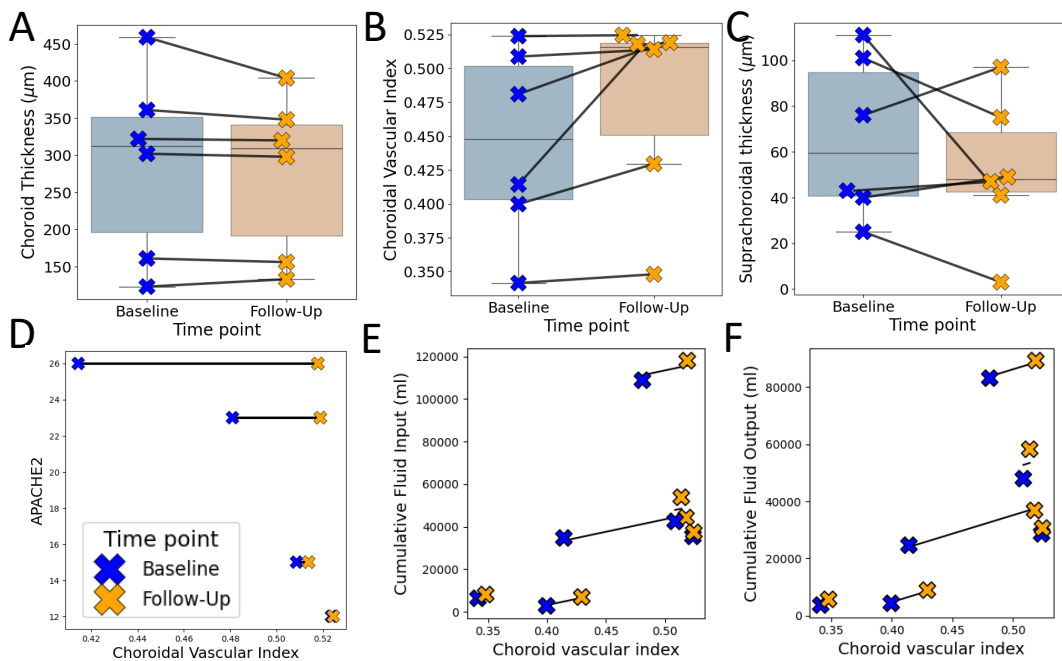 A
Choroid Thickness (μm)
450
400
350
300
250
200
150
Baseline
Follow-Up
Time point
B
Choroidal Vascular Index
0.525
0.500
0.475
0.450
0.425
0.400
0.375
0.350
Baseline
Follow-Up
Time point
C
Suprachoroidal thickness (μm)
100
80
60
40
20
0
Baseline
Follow-Up
Time point
D
APACHE2
26
24
22
20
18
16
14
12
Time point
Baseline
Follow-Up
0.42
0.44
0.46
0.48
0.50
0.52
Choroidal Vascular Index
E
Cumulative Fluid Input (ml)
120000
100000
80000
60000
40000
20000
0
0.35
0.40
0.45
0.50
Choroid vascular index
F
Cumulative Fluid Output (ml)
80000
60000
40000
20000
0
0.35
0.40
0.45
0.50
Choroid vascular index